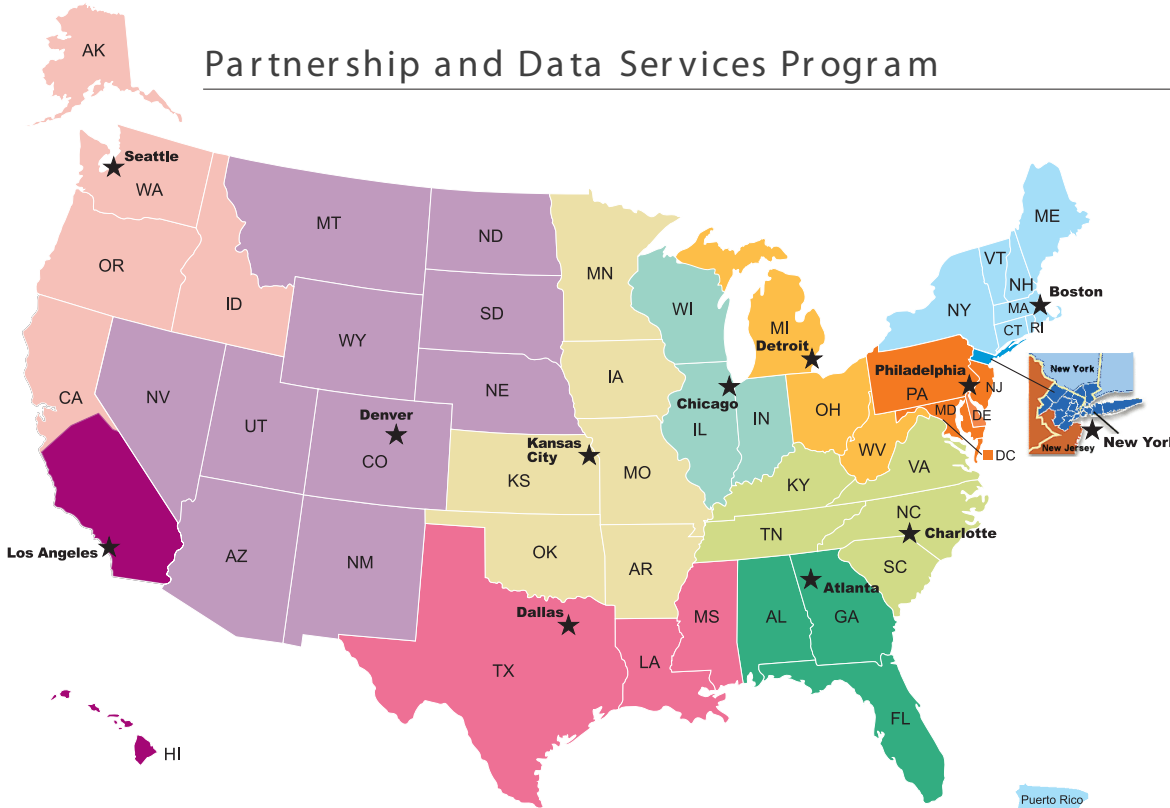 AK
Partnership and Data Services Program
Seattle
WA
ME
MT
ND
VT
OR
MN
NH
Boston
ID
SD
WI
NY
MA
WY
MI
CT
RI
Detroit
NE
IA
Philadelphia
New York
NV
CA
PA
NJ
UT
Denver
Chicago
OH
MD
DE
IL
IN
Kansas
City
CO
WV
New Jersey
New York
DC
VA
KS
MO
KY
NC
TN
Charlotte
Los Angeles
AZ
NM
OK
AR
SC
Atlanta
Dallas
MS
AL
GA
TX
LA
FL
HI
Puerto Rico